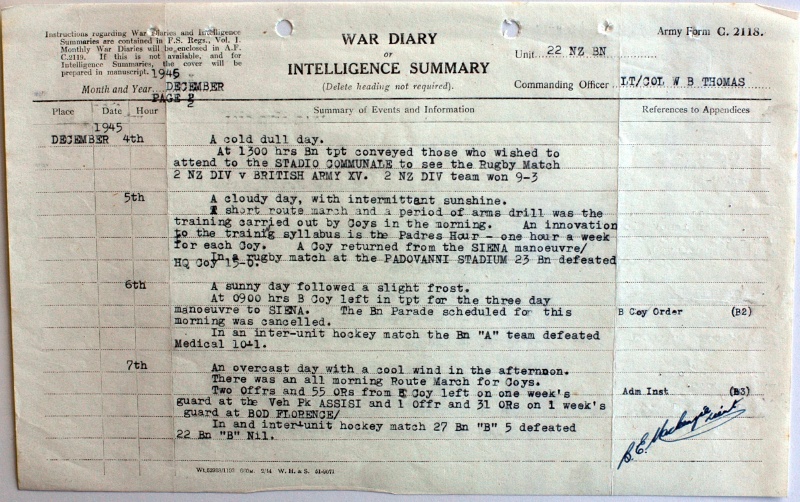 Instructions regarding War Diaries and Intelligence
Summaries are contained in F.S. Regs., Vol. I.
Monthly War Diaries will be enclosed in A.F.
C.2119. If this is not available, and for
Intelligence Summaries, the cover will be
prepared in manuscript.
WAR DIARY
or
INTELLIGENCE SUMMARY
(Delete heading not required).
Army Form C. 2118.
Unit 22 NZ BN
Commanding Officer LT/COL W B THOMAS
1945
Month and Year DECEMBER
PAGE 2
Place Date Hour Summary of Events and Information References to Appendices
1945
DECEMBER 4th A cold dull day.
At 1300 hrs Bn tpt conveyed those who wished to
attend to the STADIO COMMUNALE to see the Rugby Match
2 NZ DIV v BRITISH ARMY XV. 2 NZ DIV team won 9-3
5th A cloudy day, with intermittant sunshine.
A short route march and a period of arms drill was the
training carried out by Coys in the morning. An innovation
to the trainig syllabus is the Padres Hour - one hour a week
for each Coy. A Coy returned from the SIENA manoeuvre/
In a rugby match at the PADOVANNI STADIUM 23 Bn defeated
HQ Coy 15-0.
6th A sunny day followed a slight frost.
At 0900 hrs B Coy left in tpt for the three day
manoeuvre to SIENA. The Bn Parade scheduled for this B Coy Order (B2)
morning was cancelled.
In an inter-unit hockey match the Bn "A" team defeated
Medical 10-1.
7th An overcast day with a cool wind in the afternoon.
There was an all morning Route March for Coys.
Two Offrs and 55 ORs from Coy left on one week's Adm Inst (B3)
guard at the Veh Pk ASSISI and 1 offr and 31 ORs on 1 week's
guard at BOD FLORENCE/
In and inter-unit hockey match 27 Bn "B" 5 defeated
22 Bn "B" Nil.